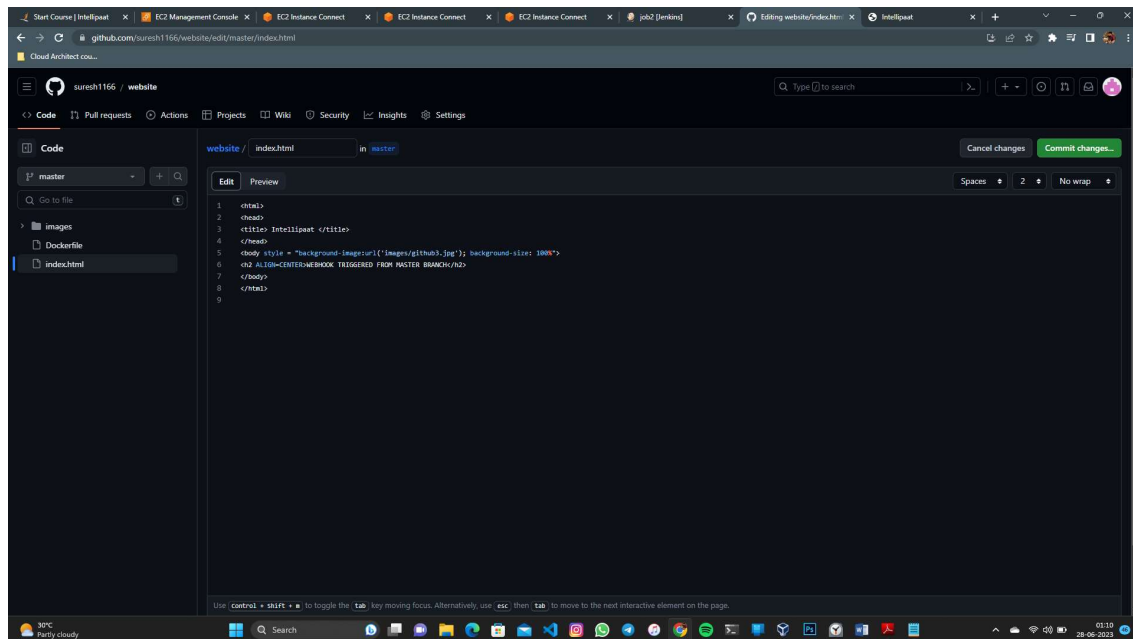 Start Course | Intellipaat
EC2 Management Console
EC2 Instance Connect
EC2 Instance Connect
EC2 Instance Connect
job2 [Jenkins]
Editing website/index.html
Intellipaat
github.com/suresh1166/website/edit/master/index.html
Cloud Architect cou...
suresh1166 / website
Type / to search
Code Pull requests Actions Projects Wiki Security Insights Settings
Code
website / index.html in master
Cancel changes Commit changes...
master
Go to file t
images
Dockerfile
index.html
Edit Preview
Spaces 2 No wrap
1 <html>
2 <head>
3 <title> Intellipaat </title>
4 </head>
5 <body style = "background-image:url('images/github3.jpg'); background-size: 100%">
6 <h2 ALIGN=CENTER>WEBHOOK TRIGGERED FROM MASTER BRANCH</h2>
7 </body>
8 </html>
9
Use Control + Shift + m to toggle the tab key moving focus. Alternatively, use esc then tab to move to the next interactive element on the page.
30°C
Partly cloudy
Search
01:10
28-06-2023